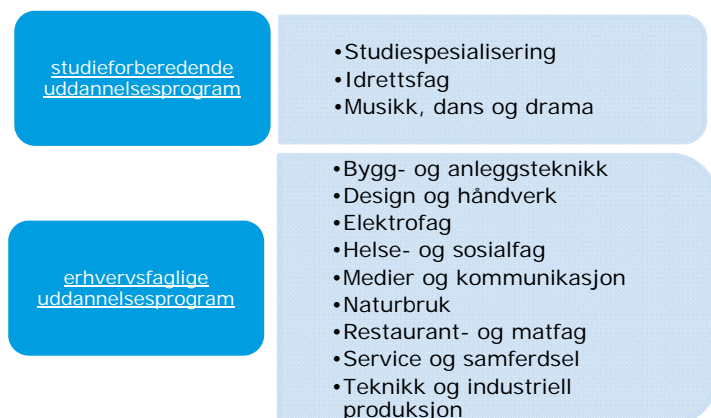 studieforberedende
uddannelsesprogram
•Studiespesialisering
•Idrettsfag
•Musikk, dans og drama
erhvervsfaglige
uddannelsesprogram
•Bygg- og anleggsteknikk
•Design og håndverk
•Elektrofag
•Helse- og sosialfag
•Medier og kommunikasjon
•Naturbruk
•Restaurant- og matfag
•Service og samferdsel
•Teknikk og industriell
produksjon